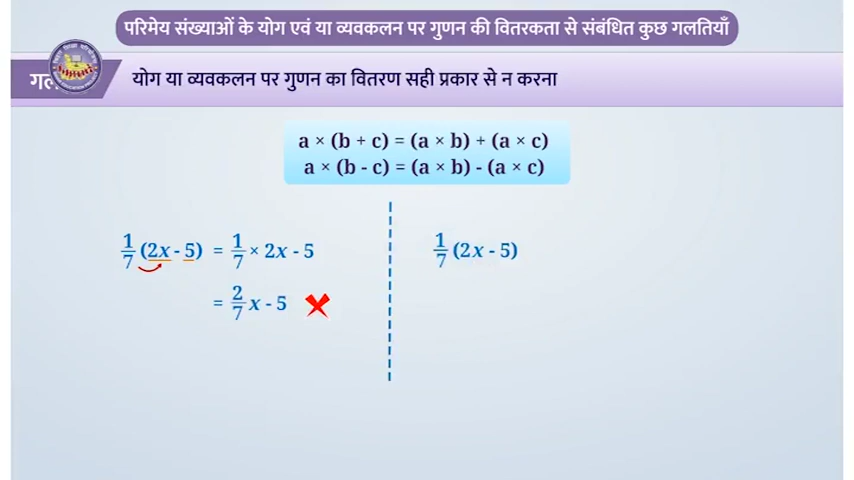 परिमेय संख्याओं के योग एवं या व्यवकलन पर गुणन की वितरकता से संबंधित कुछ गलतियाँ
योग या व्यवकलन पर गुणन का वितरण सही प्रकार से न करना
a × (b + c) = (a × b) + (a × c)
a × (b - c) = (a × b) - (a × c)
1/7 (2x - 5) = 1/7 × 2x - 5
= 2/7 x - 5
1/7 (2x - 5)